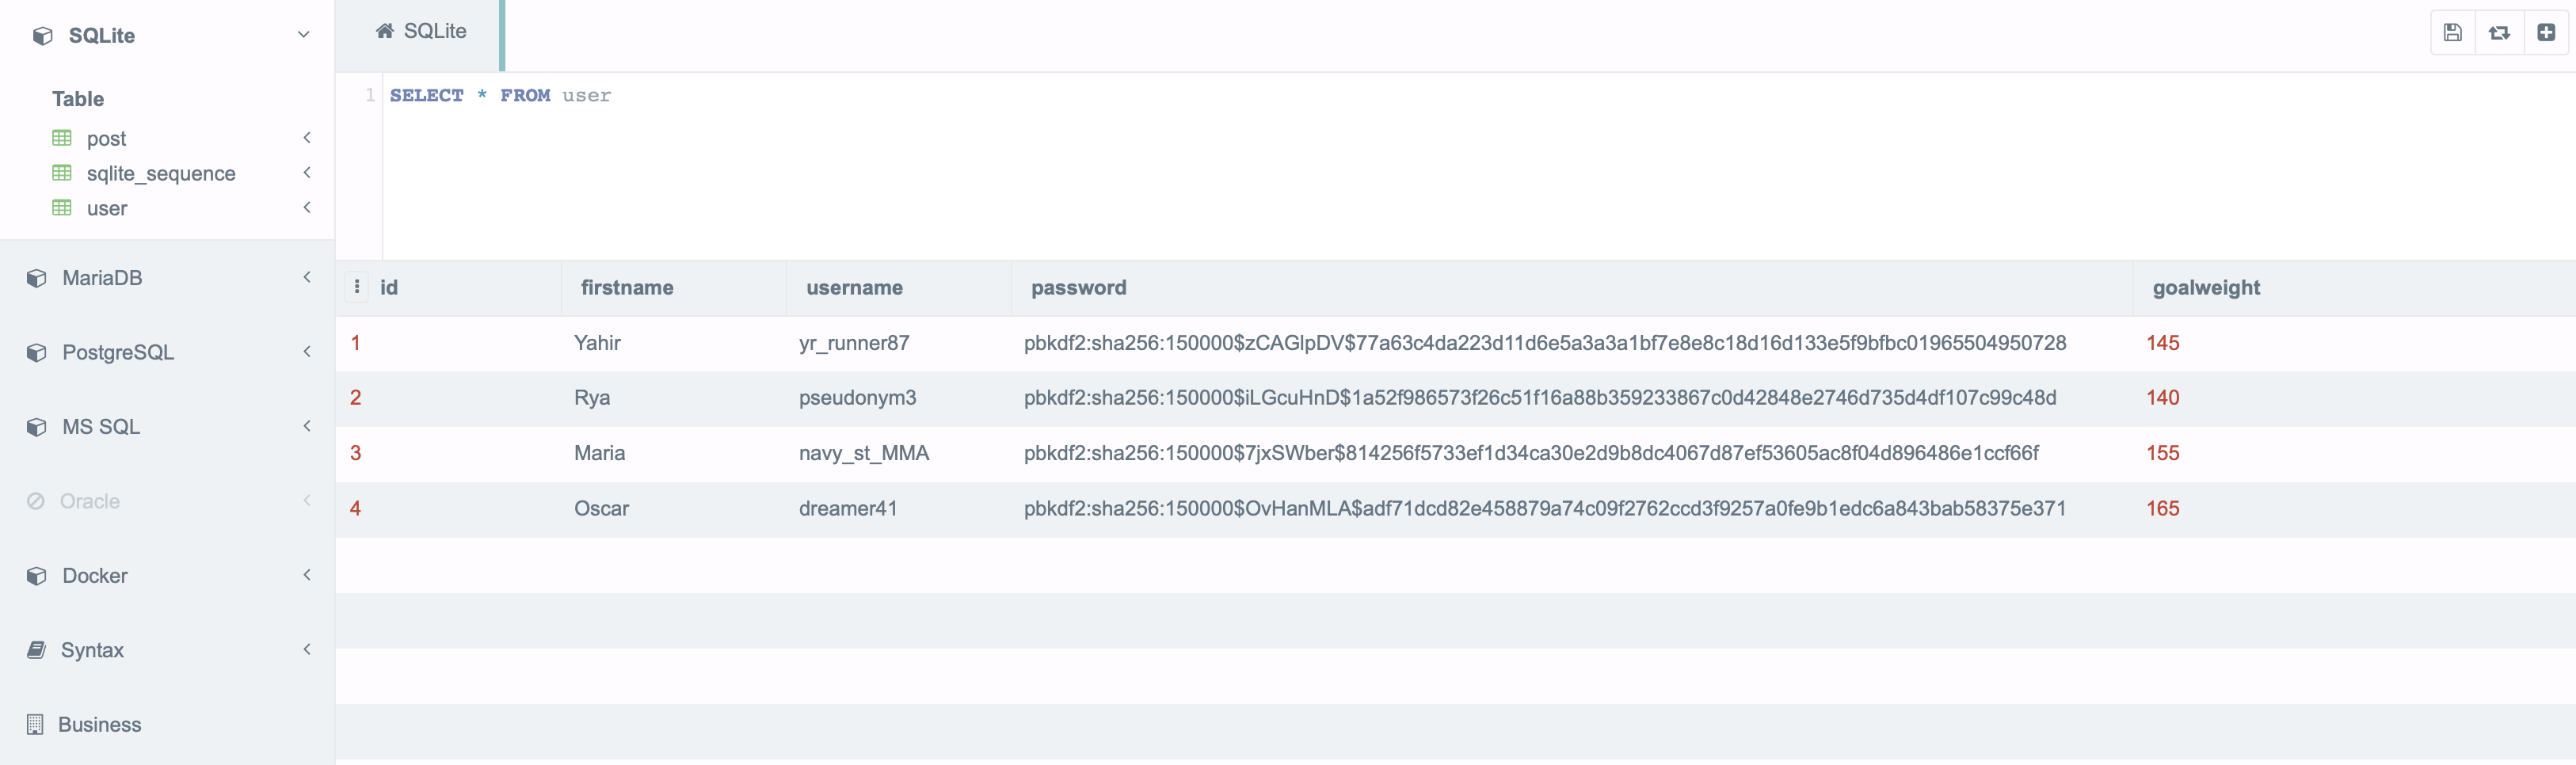 SQLite
Table
post
sqlite_sequence
user
MariaDB
PostgreSQL
MS SQL
Oracle
Docker
Syntax
Business
SQLite
1 SELECT * FROM user
id firstname username password goalweight
1 Yahir yr_runner87 pbkdf2:sha256:150000$zCAGlpDV$77a63c4da223d11d6e5a3a3a1bf7e8e8c18d16d133e5f9bfbc01965504950728 145
2 Rya pseudonym3 pbkdf2:sha256:150000$iLGcuHnD$1a52f986573f26c51f16a88b359233867c0d42848e2746d735d4df107c99c48d 140
3 Maria navy_st_MMA pbkdf2:sha256:150000$7jxSWber$814256f5733ef1d34ca30e2d9b8dc4067d87ef53605ac8f04d896486e1ccf66f 155
4 Oscar dreamer41 pbkdf2:sha256:150000$OvHanMLA$adf71dcd82e458879a74c09f2762ccd3f9257a0fe9b1edc6a843bab58375e371 165